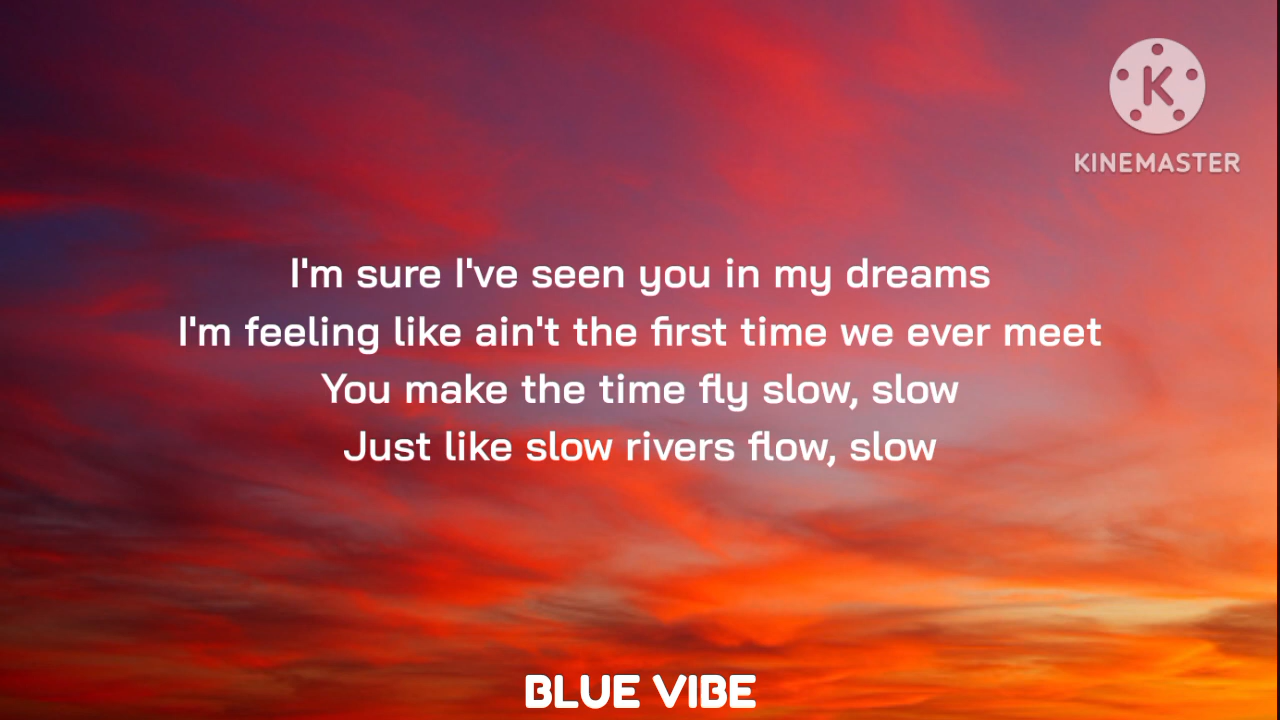 K
KINEMASTER
I'm sure I've seen you in my dreams
I'm feeling like ain't the first time we ever meet
You make the time fly slow, slow
Just like slow rivers flow, slow
BLUE VIBE